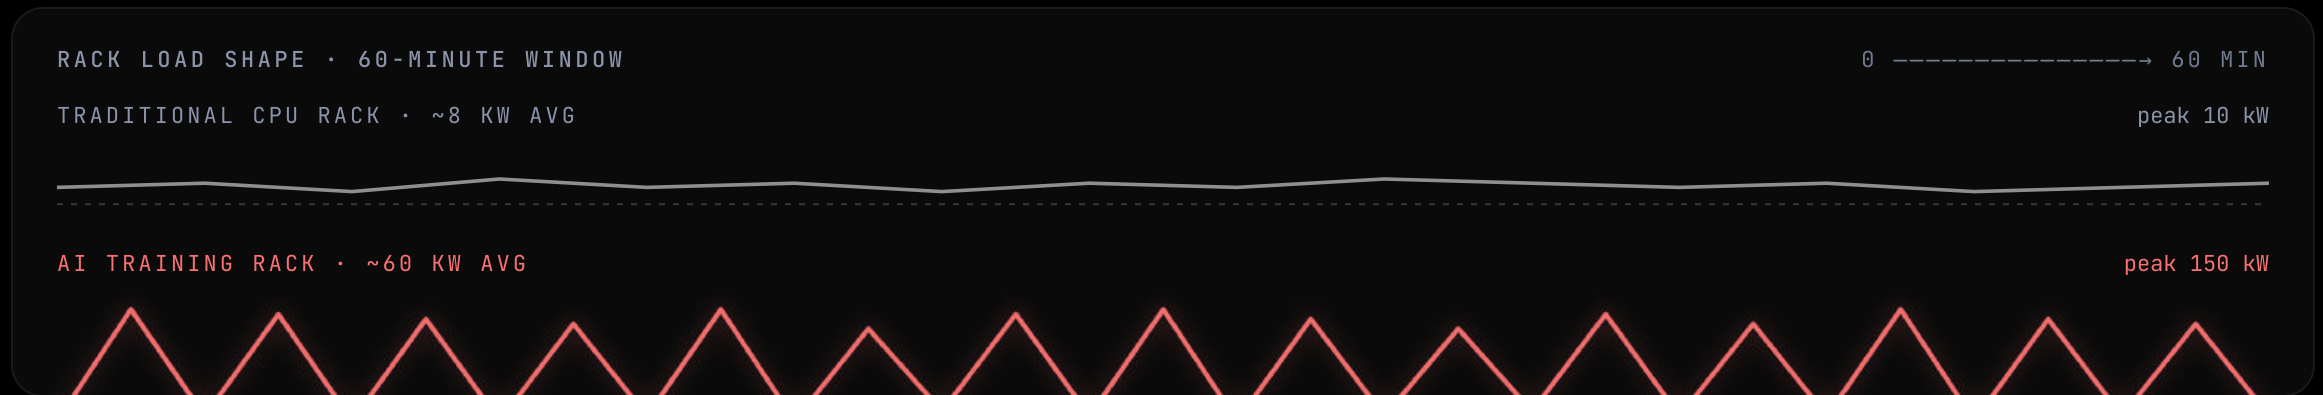 RACK LOAD SHAPE · 60-MINUTE WINDOW 0 ───────────────→ 60 MIN
TRADITIONAL CPU RACK · ~8 KW AVG peak 10 kW
AI TRAINING RACK · ~60 KW AVG peak 150 kW